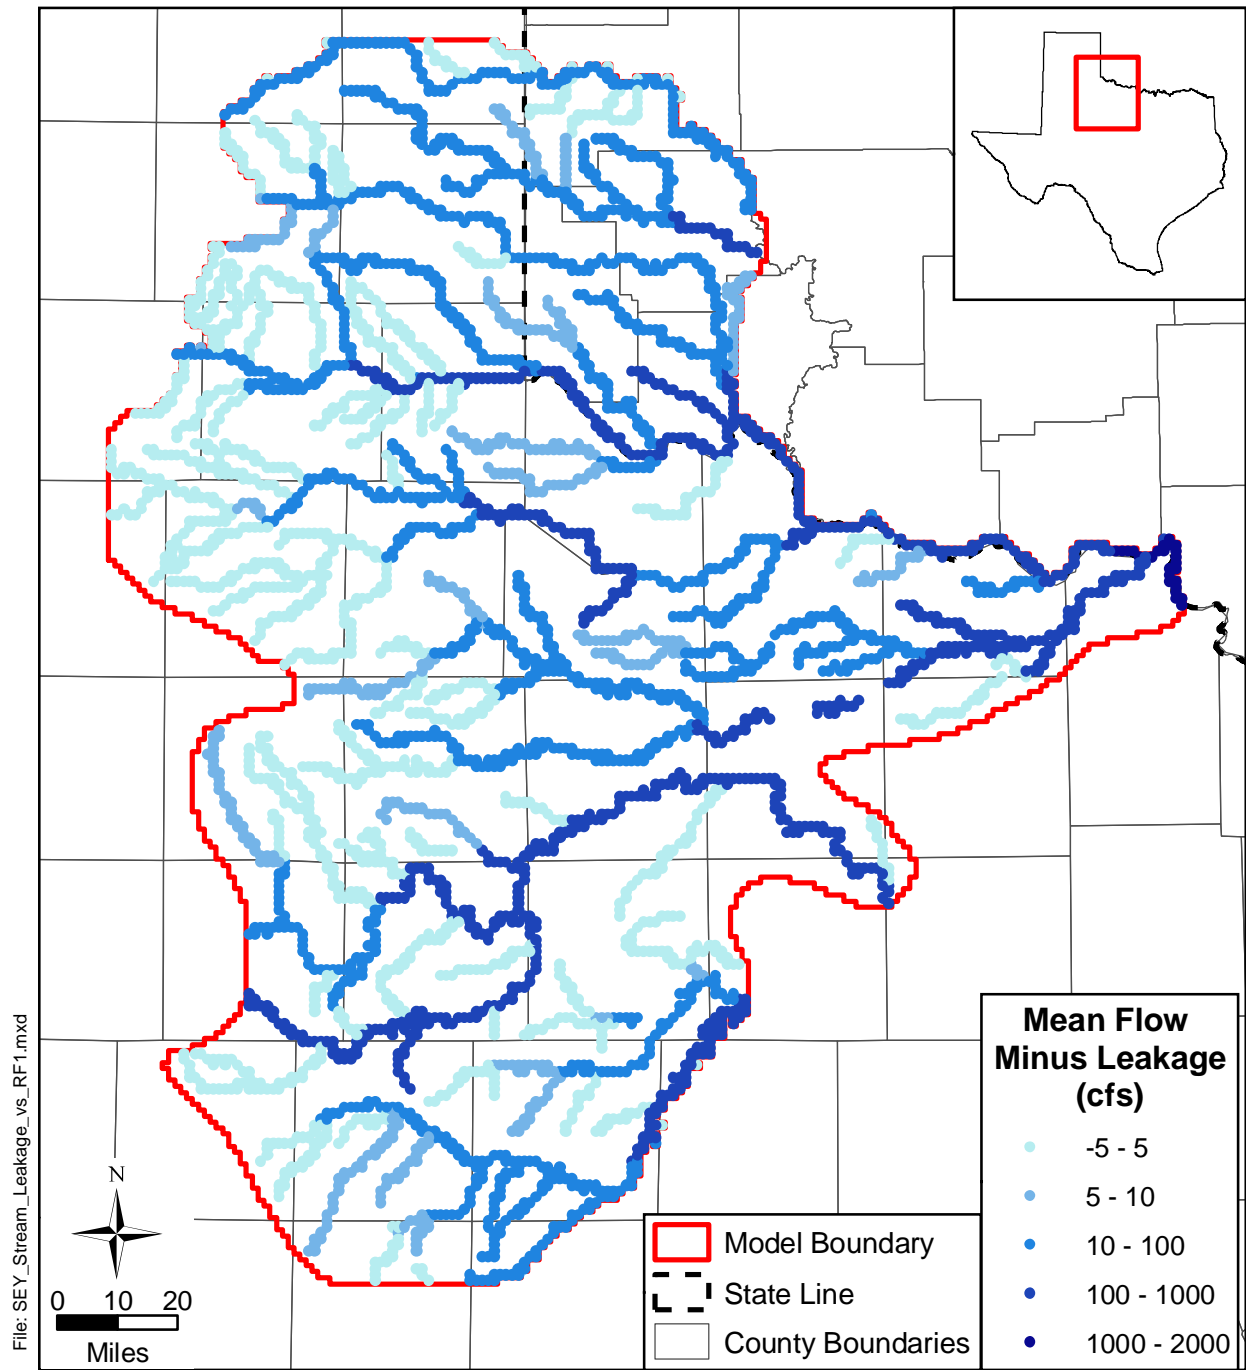 File: SEY_Stream_Leakage_vs_RF1.mxd
N
0 10 20
Miles
Model Boundary
State Line
County Boundaries
Mean Flow
Minus Leakage
(cfs)
-5 - 5
5 - 10
10 - 100
100 - 1000
1000 - 2000